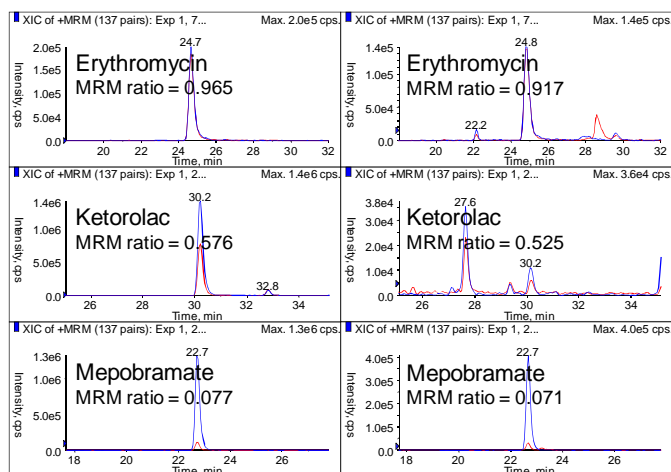 XIC of +MRM (137 pairs): Exp 1, 7... Max. 2.0e5 cps.
2.0e5
1.5e5
1.0e5
5.0e4
0.0
Intensity, cps
24.7
Erythromycin
MRM ratio = 0.965
20 22 24 26 28 30 32
Time, min
XIC of +MRM (137 pairs): Exp 1, 7... Max. 1.4e5 cps.
1.4e5
1.0e5
5.0e4
0.0
Intensity, cps
24.8
Erythromycin
MRM ratio = 0.917
22.2
18 20 22 24 26 28 30 32
Time, min
XIC of +MRM (137 pairs): Exp 1, 2... Max. 1.4e6 cps.
1.4e6
1.0e6
5.0e5
0.0
Intensity, cps
30.2
Ketorolac
MRM ratio = 0.576
32.8
26 28 30 32 34
Time, min
XIC of +MRM (137 pairs): Exp 1, 2... Max. 3.6e4 cps.
3.8e4
3.0e4
2.0e4
1.0e4
0.0
Intensity, cps
27.6
Ketorolac
MRM ratio = 0.525
30.2
26 28 30 32 34
Time, min
XIC of +MRM (137 pairs): Exp 1, 2... Max. 1.3e6 cps.
1.3e6
1.0e6
5.0e5
0.0
Intensity, cps
22.7
Mepobramate
MRM ratio = 0.077
18 20 22 24 26
Time, min
XIC of +MRM (137 pairs): Exp 1, 2... Max. 4.0e5 cps.
4.0e5
3.0e5
2.0e5
1.0e5
0.0
Intensity, cps
22.7
Mepobramate
MRM ratio = 0.071
18 20 22 24 26
Time, min